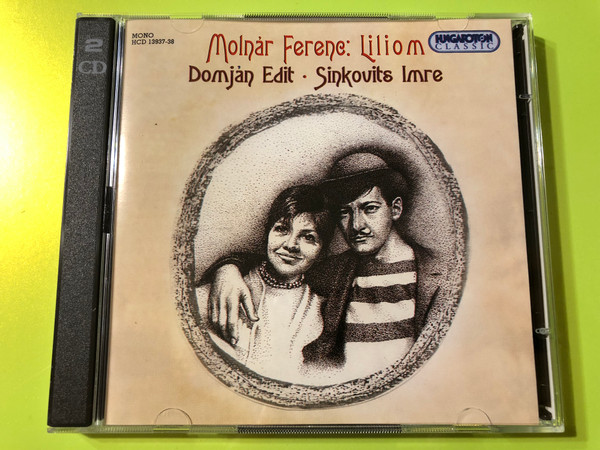 2
CD
MONO
HCD 13937-38
Molnár Ferenc: Liliom
HUNGAROTON
CLASSIC
Domján Edit · Sinkovits Imre